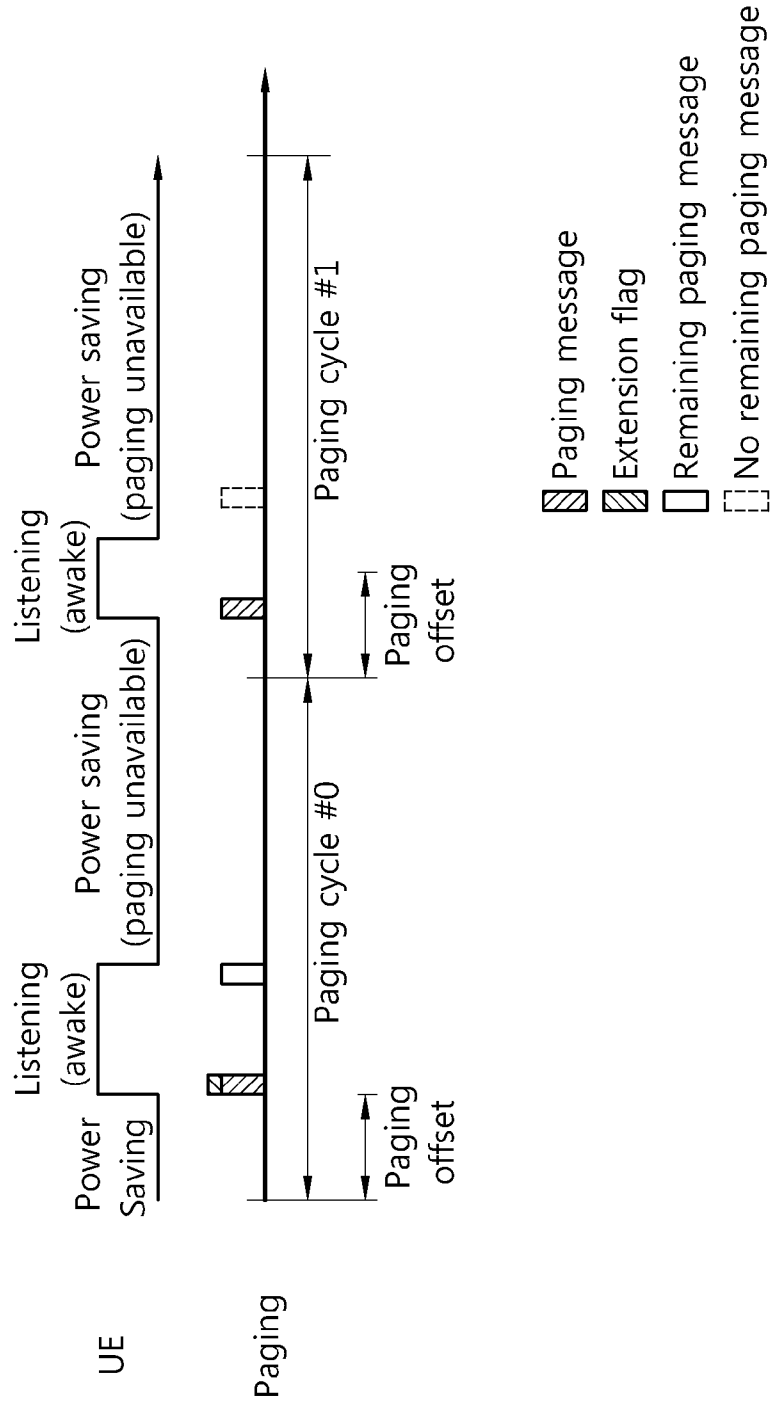 UE
Power
Saving
Listening
(awake)
Power saving
(paging unavailable)
Listening
(awake)
Power saving
(paging unavailable)
Paging
Paging cycle #0
Paging cycle #1
Paging
offset
Paging
offset
Paging message
Extension flag
Remaining paging message
No remaining paging message